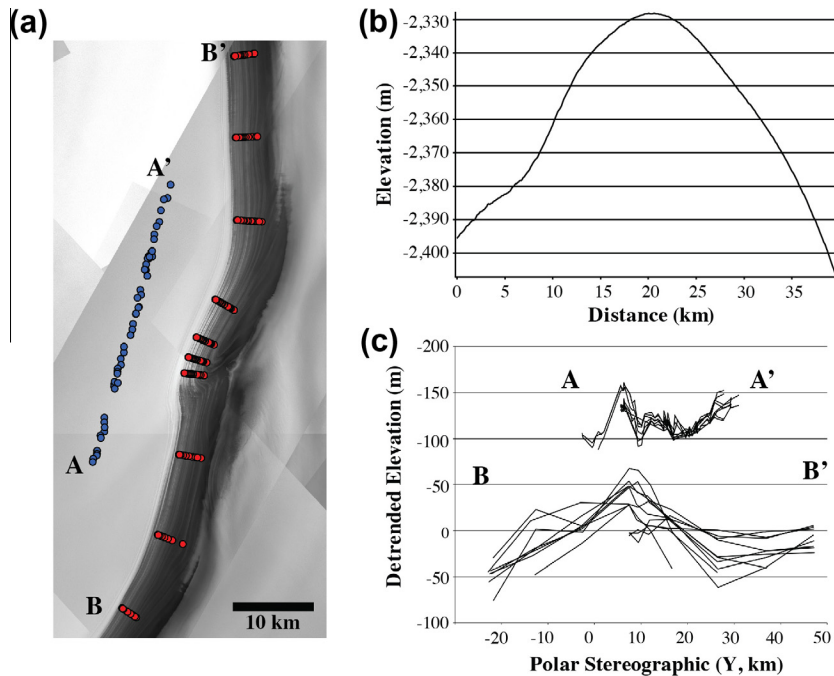 (a)
B'
A'
A
B
10 km
(b)
Elevation (m)
-2,330
-2,340
-2,350
-2,360
-2,370
-2,380
-2,390
-2,400
0 5 10 15 20 25 30 35
Distance (km)
(c)
Detrended Elevation (m)
-200
-150
-100
-50
0
50
-100
A A'
B B'
-20 -10 0 10 20 30 40 50
Polar Stereographic (Y, km)